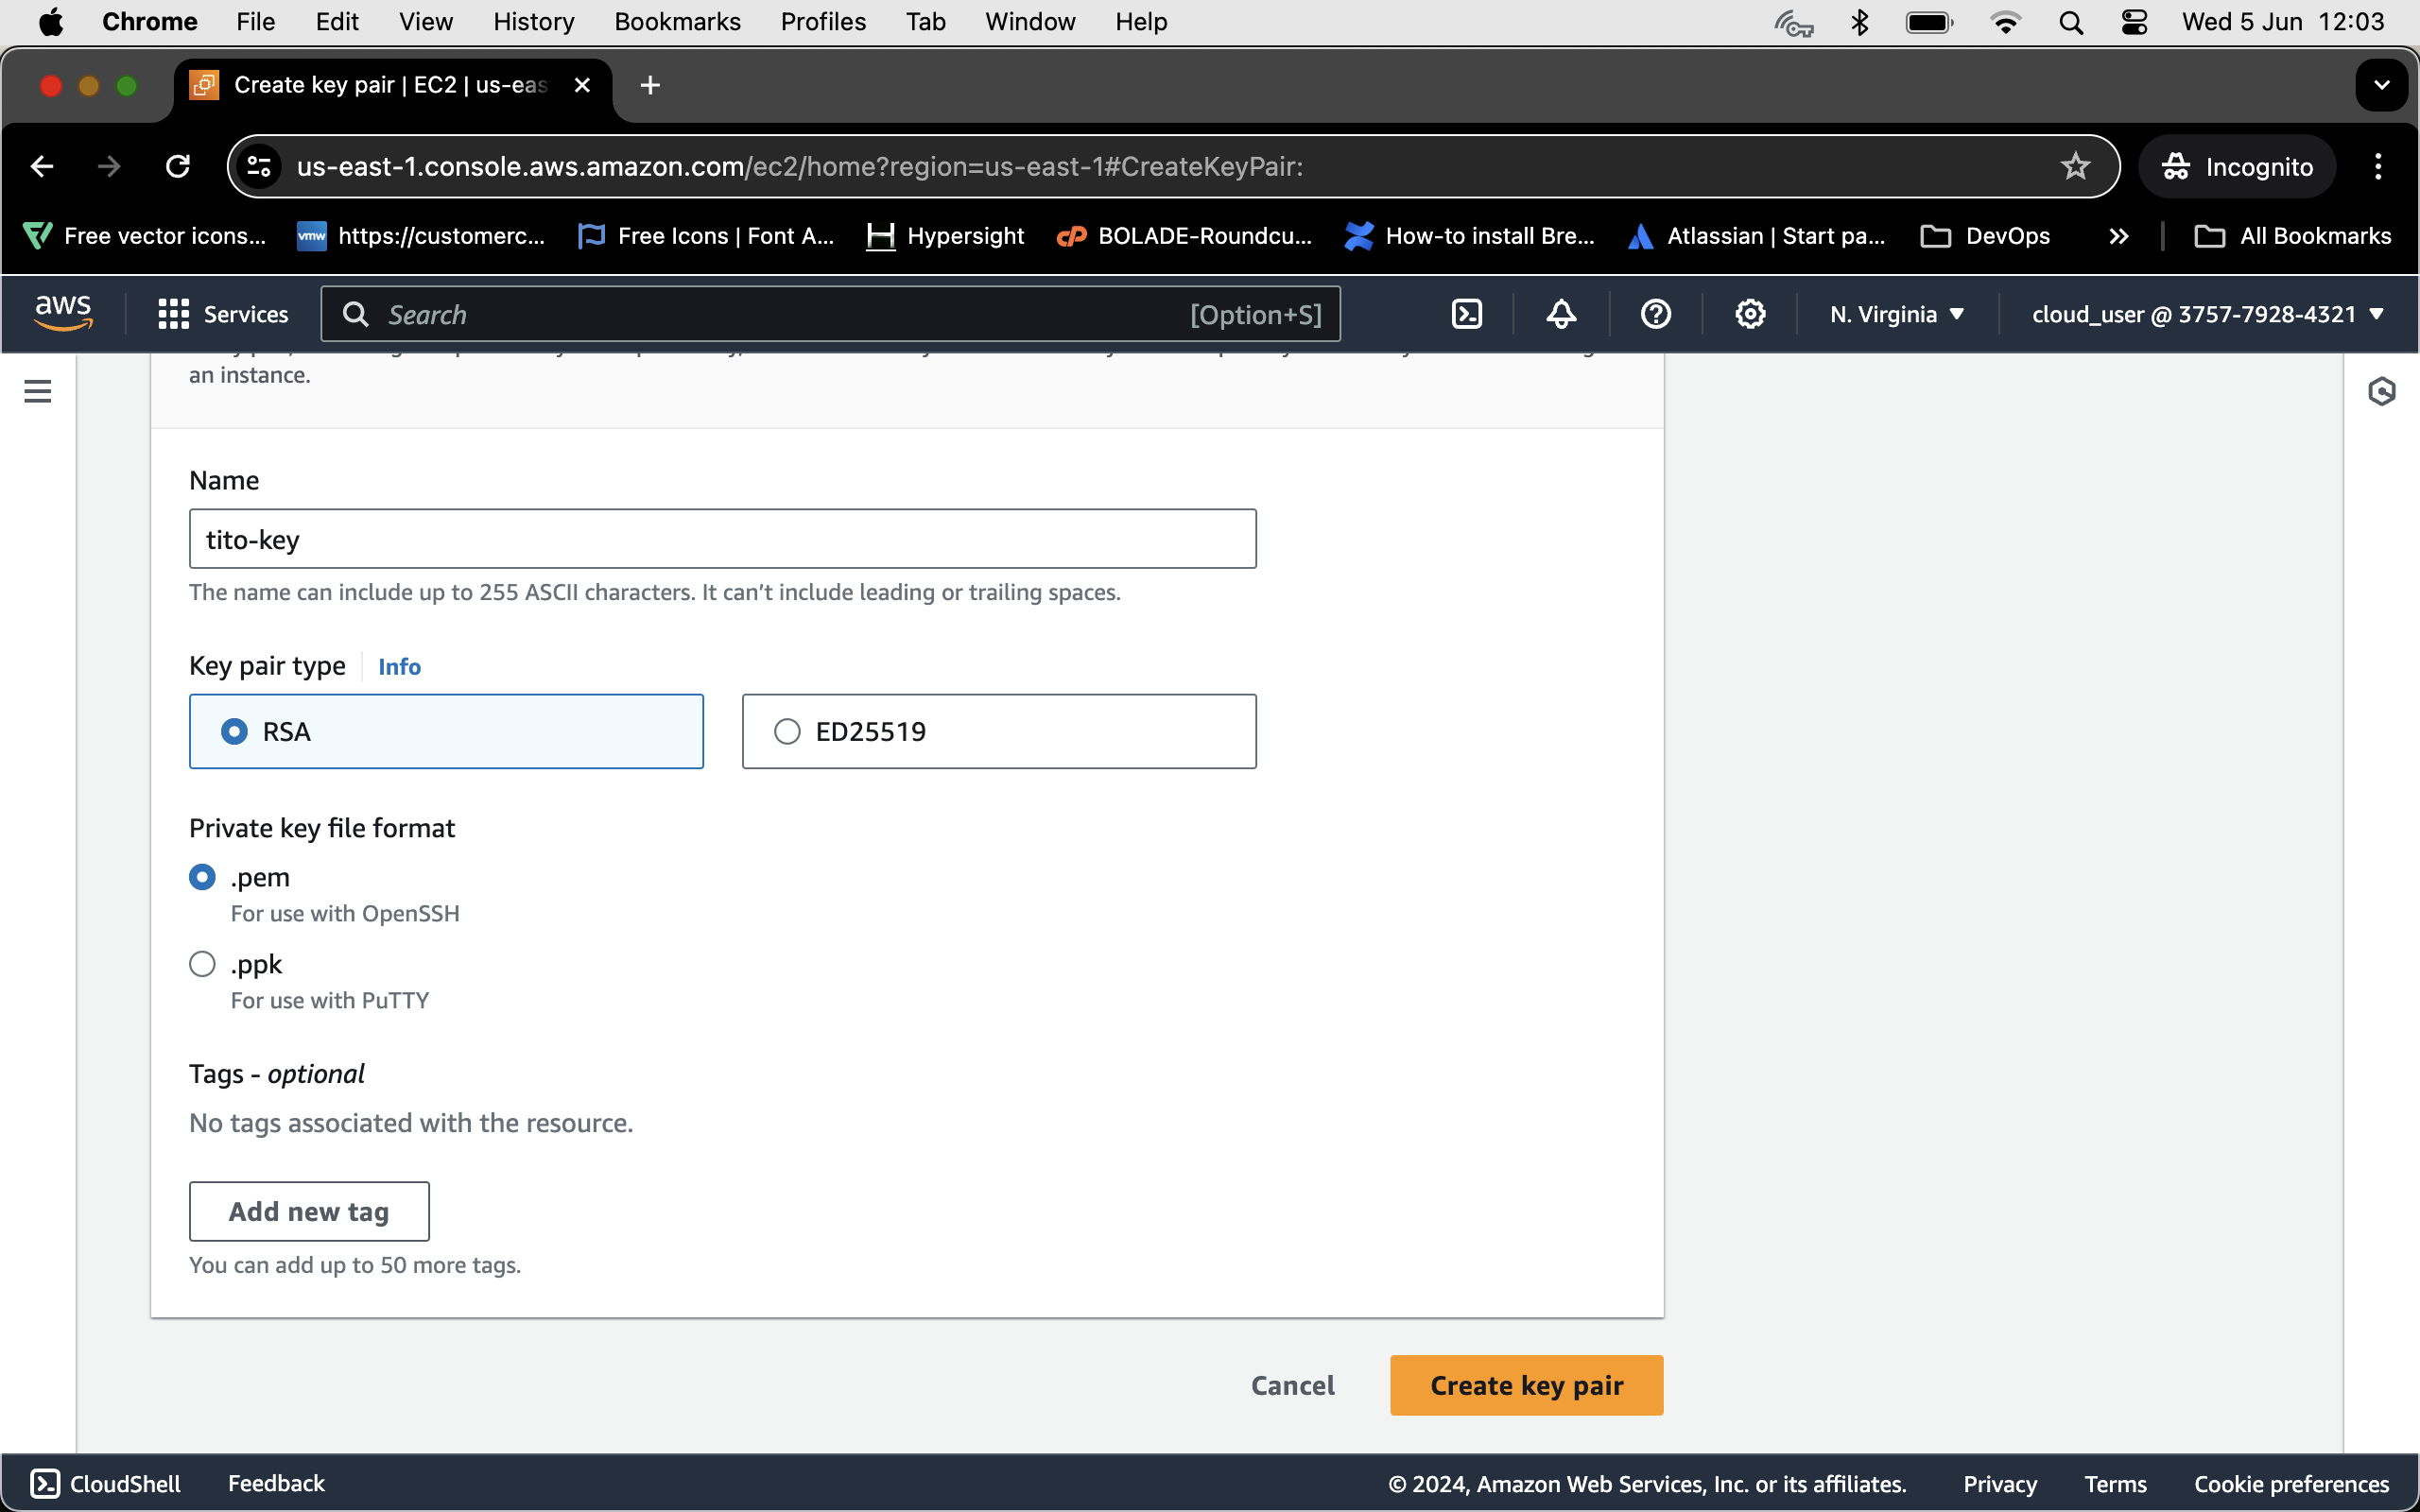 Chrome File Edit View History Bookmarks Profiles Tab Window Help Wed 5 Jun 12:03
Create key pair | EC2 | us-eas
us-east-1.console.aws.amazon.com/ec2/home?region=us-east-1#CreateKeyPair: Incognito
Free vector icons... vmw https://customerc... Free Icons | Font A... Hypersight cP BOLADE-Roundcu... How-to install Bre... Atlassian | Start pa... DevOps » All Bookmarks
aws Services Search [Option+S] N. Virginia cloud_user @ 3757-7928-4321
an instance.
Name
tito-key
The name can include up to 255 ASCII characters. It can’t include leading or trailing spaces.
Key pair type Info
RSA ED25519
Private key file format
.pem
For use with OpenSSH
.ppk
For use with PuTTY
Tags - optional
No tags associated with the resource.
Add new tag
You can add up to 50 more tags.
Cancel Create key pair
CloudShell Feedback © 2024, Amazon Web Services, Inc. or its affiliates. Privacy Terms Cookie preferences